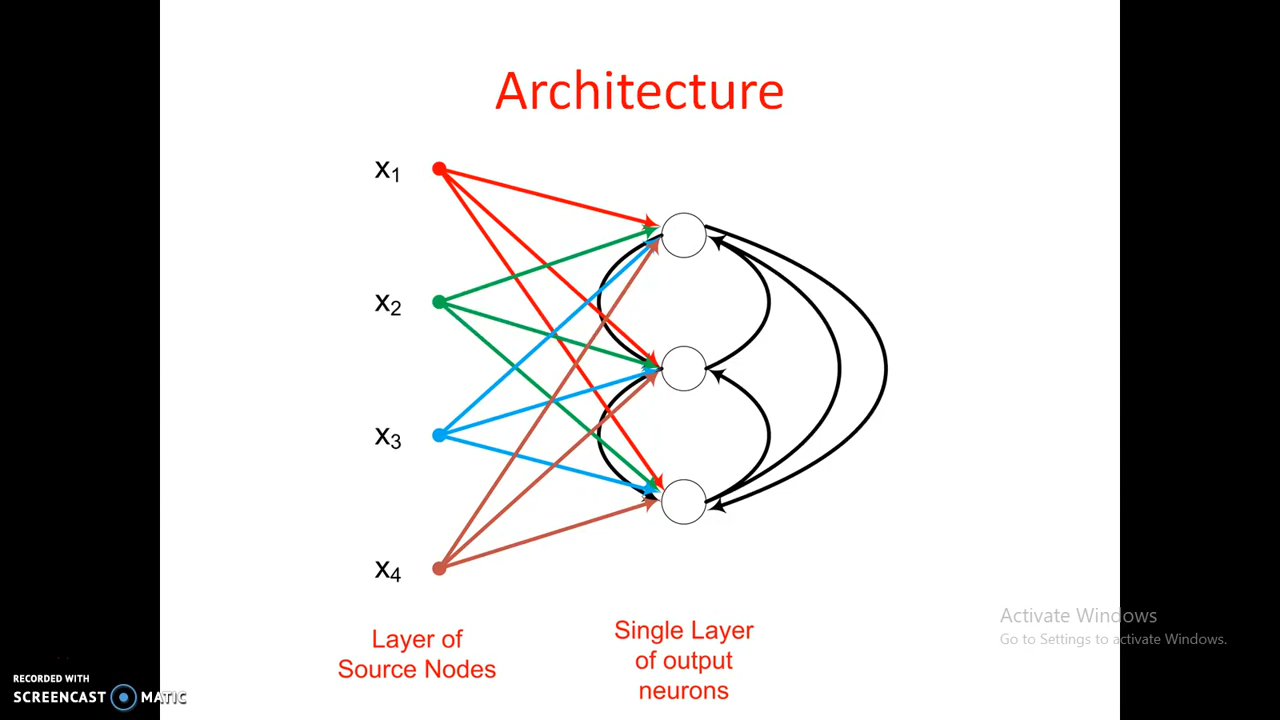 Architecture
x1
x2
x3
x4
Layer of
Source Nodes
Single Layer
of output
neurons
Activate Windows
Go to Settings to activate Windows.
RECORDED WITH
SCREENCAST MATIC